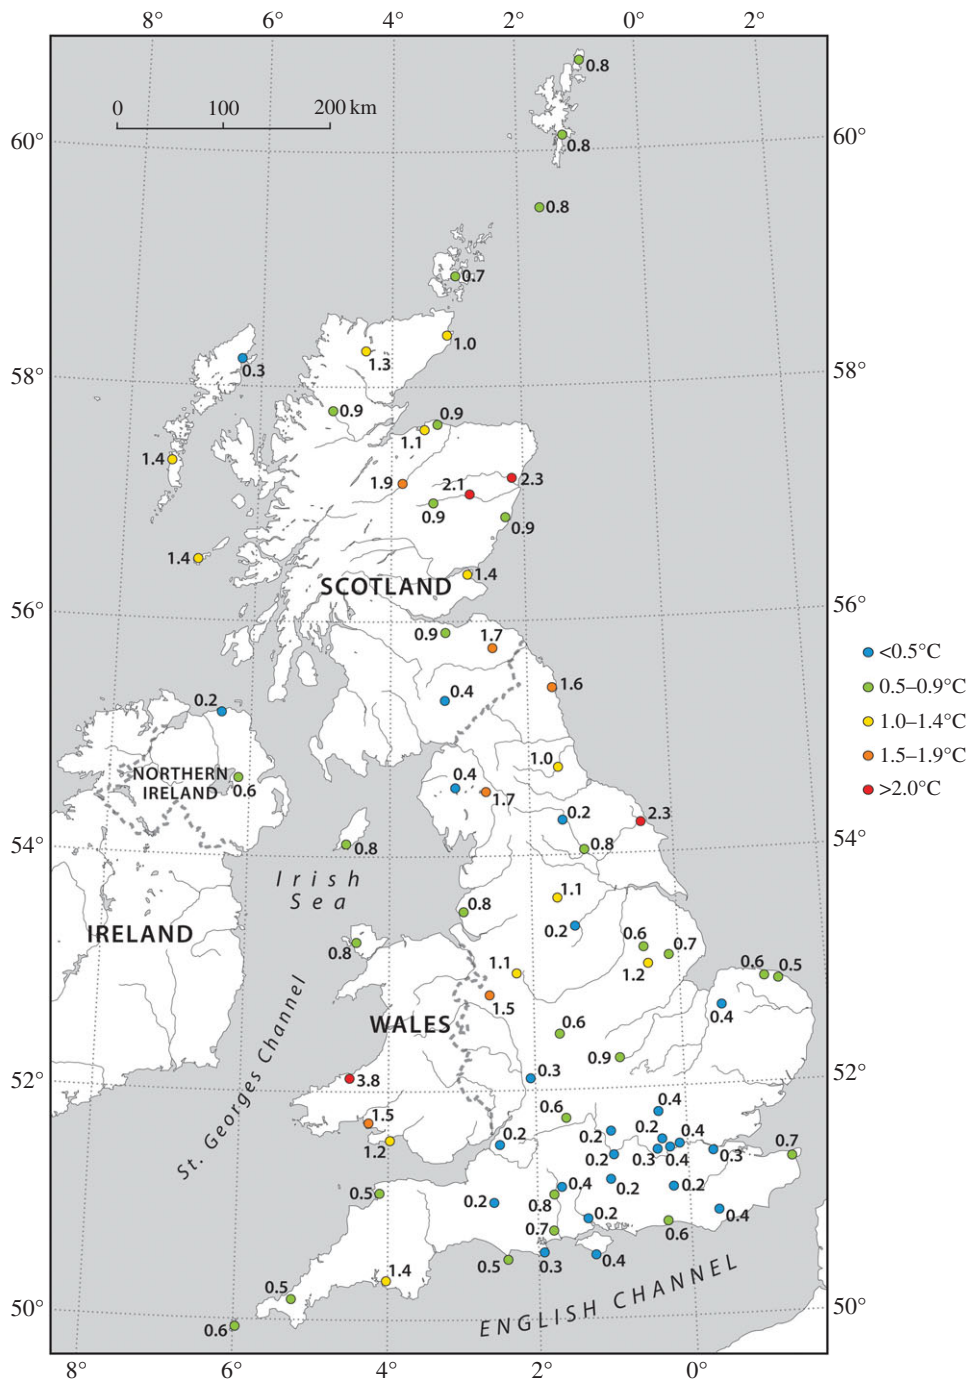 8° 6° 4° 2° 0° 2°
0 100 200 km
0.8
60° 60°
0.8
0.8
0.7
1.0
1.3
0.3
58° 58°
0.9 0.9
1.1
1.4
1.9 2.1 2.3
0.9 0.9
1.4
1.4
SCOTLAND
56° 56°
0.9 1.7
<0.5°C
0.5–0.9°C
1.0–1.4°C
1.5–1.9°C
>2.0°C
1.6
0.4
0.2
1.0
NORTHERN
IRELAND
0.6
0.4
1.7
0.2 2.3
54° 54°
0.8 0.8
Irish
Sea
1.1
0.8
0.2
IRELAND
0.8
0.6 0.7
1.1 1.2
0.6 0.5
1.5
0.4
WALES
0.6
St. Georges Channel
0.9
52° 52°
3.8 0.3
0.4
1.5 0.6
0.2 0.2 0.4
1.2 0.2 0.3 0.4 0.3 0.7
0.5 0.4 0.2 0.2
0.2 0.8 0.2 0.4
0.7 0.6
0.5 0.3 0.4
1.4
ENGLISH CHANNEL
0.5
50° 50°
0.6
8° 6° 4° 2° 0°